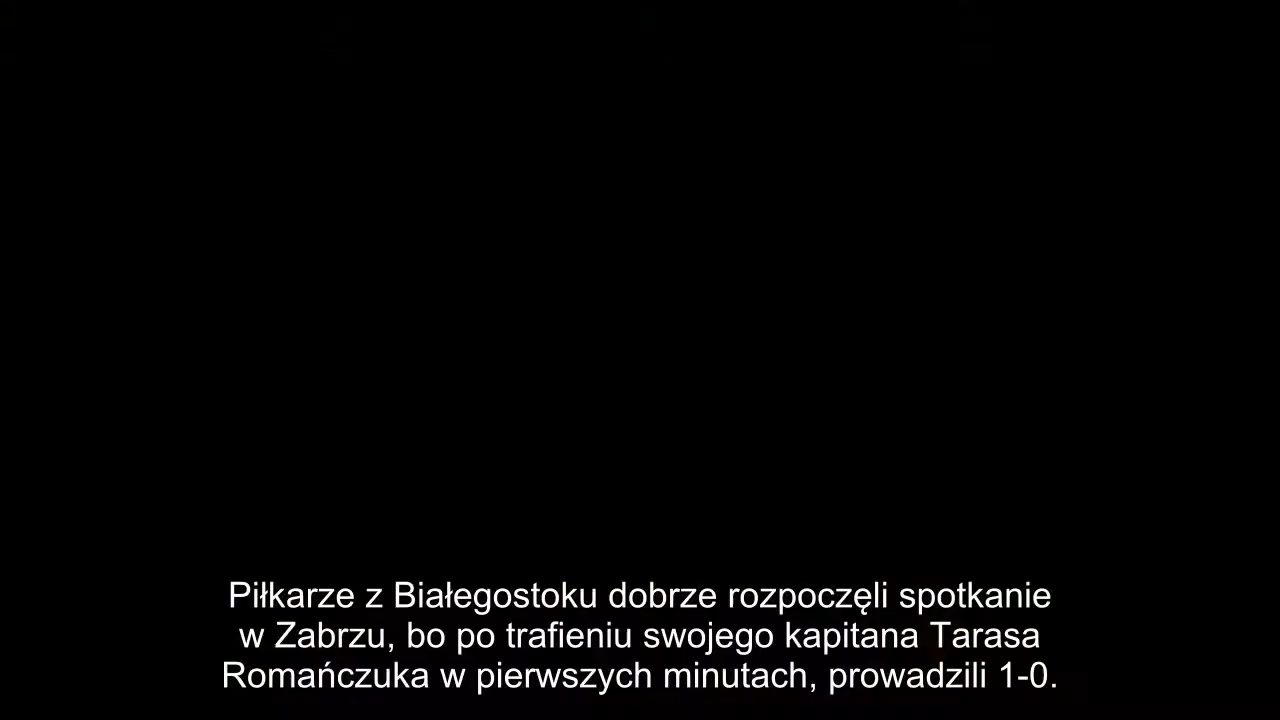 Piłkarze z Białegostoku dobrze rozpoczęli spotkanie
w Zabrzu, bo po trafieniu swojego kapitana Tarasa
Romańczuka w pierwszych minutach, prowadzili 1-0.